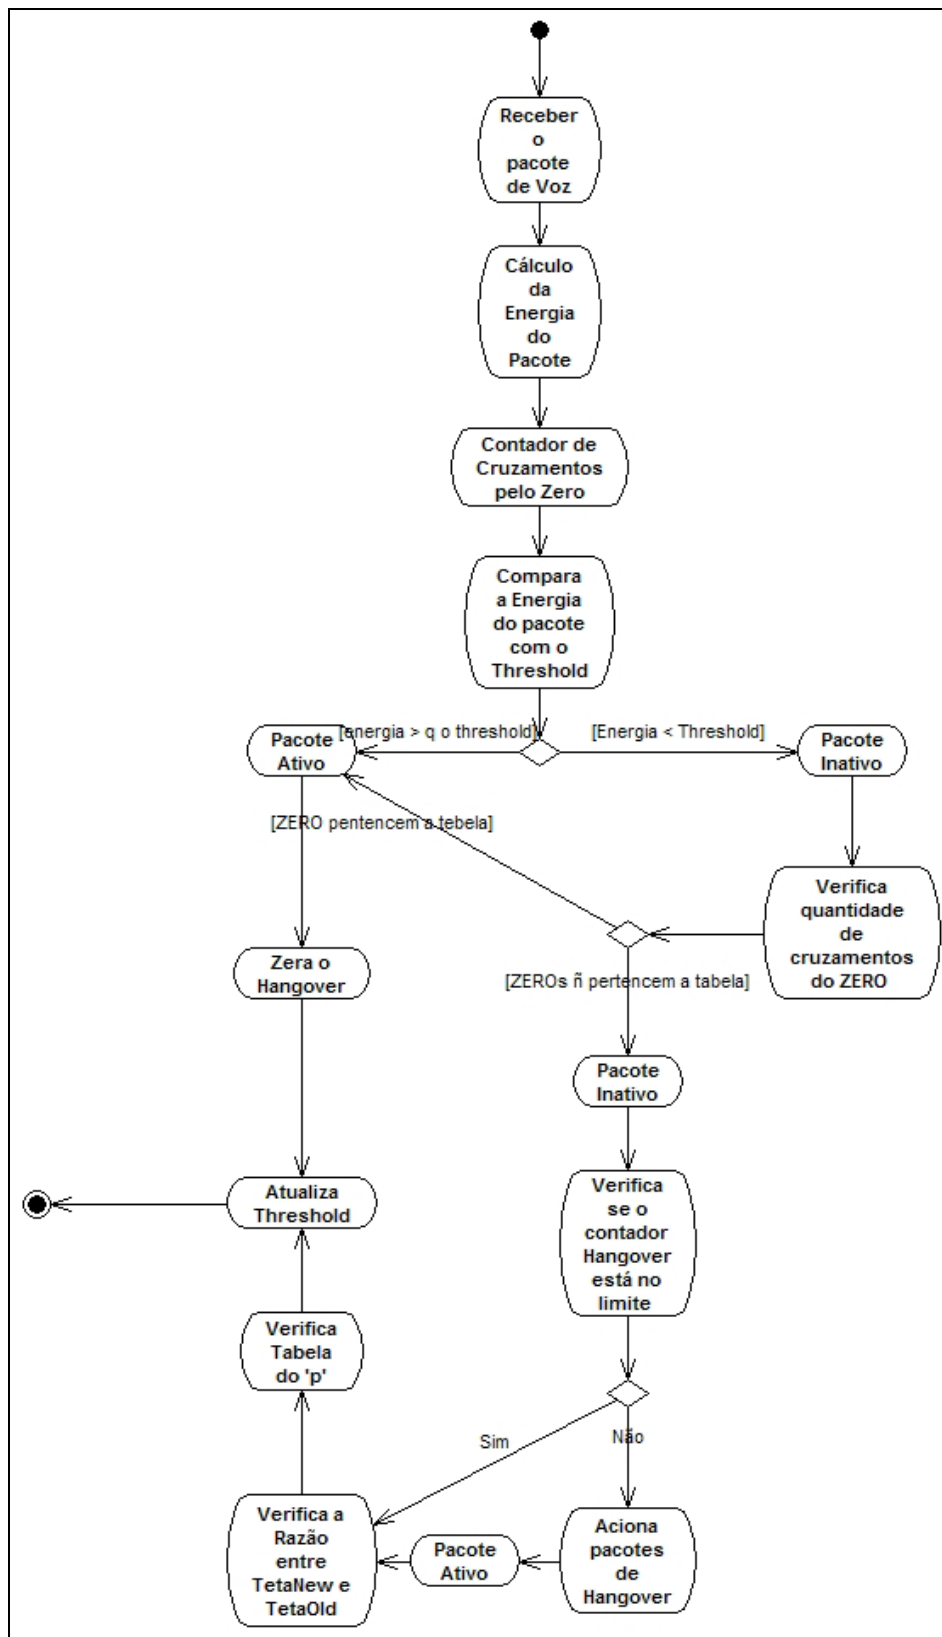 Receber
o
pacote
de Voz
Cálculo
da
Energia
do
Pacote
Contador de
Cruzamentos
pelo Zero
Compara
a Energia
do pacote
com o
Threshold
[energia > q o threshold]
[Energia < Threshold]
Pacote
Ativo
Pacote
Inativo
[ZERO pentencem a tebela]
Verifica
quantidade
de
cruzamentos
do ZERO
Zera o
Hangover
[ZEROs ñ pertencem a tabela]
Pacote
Inativo
Atualiza
Threshold
Verifica
se o
contador
Hangover
está no
limite
Verifica
Tabela
do 'p'
Sim
Não
Verifica a
Razão
entre
TetaNew e
TetaOld
Pacote
Ativo
Aciona
pacotes
de
Hangover